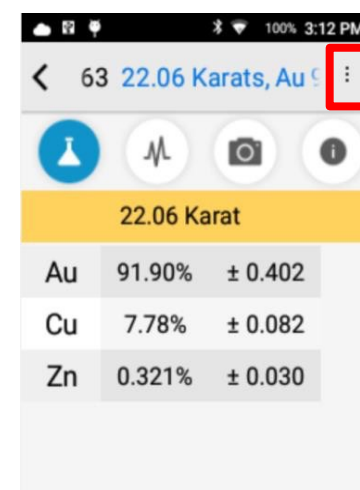 100% 3:12 PM
63 22.06 Karats, Au
22.06 Karat
Au 91.90% ± 0.402
Cu 7.78% ± 0.082
Zn 0.321% ± 0.030